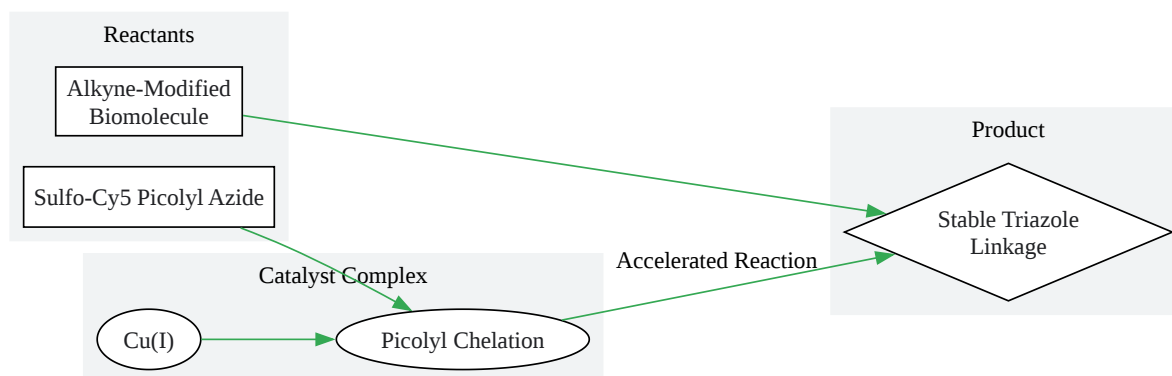 Reactants
Alkyne-Modified
Biomolecule
Sulfo-Cy5 Picolyl Azide
Catalyst Complex
Cu(I)
Picolyl Chelation
Accelerated Reaction
Product
Stable Triazole
Linkage